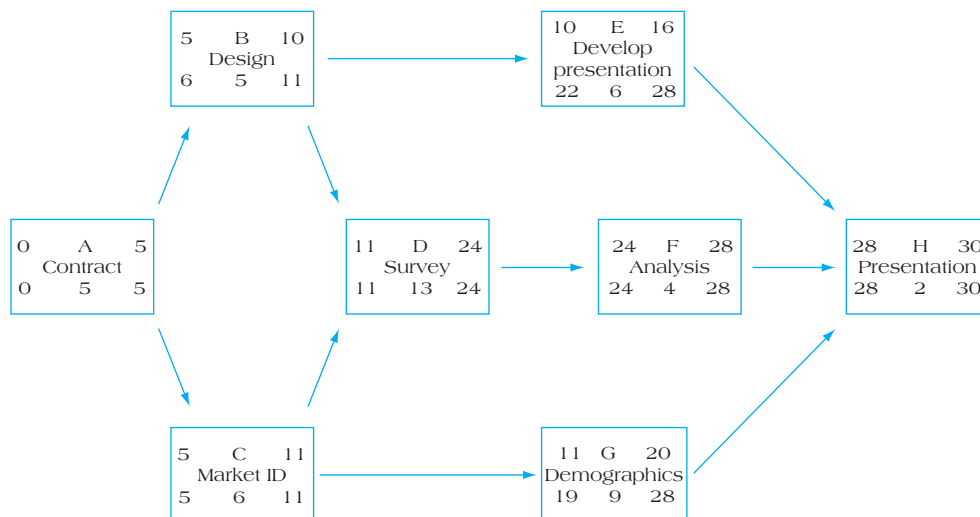 5 B 10
Design
6 5 11
10 E 16
Develop
presentation
22 6 28
0 A 5
Contract
0 5 5
11 D 24
Survey
11 13 24
24 F 28
Analysis
24 4 28
28 H 30
Presentation
28 2 30
5 C 11
Market ID
5 6 11
11 G 20
Demographics
19 9 28